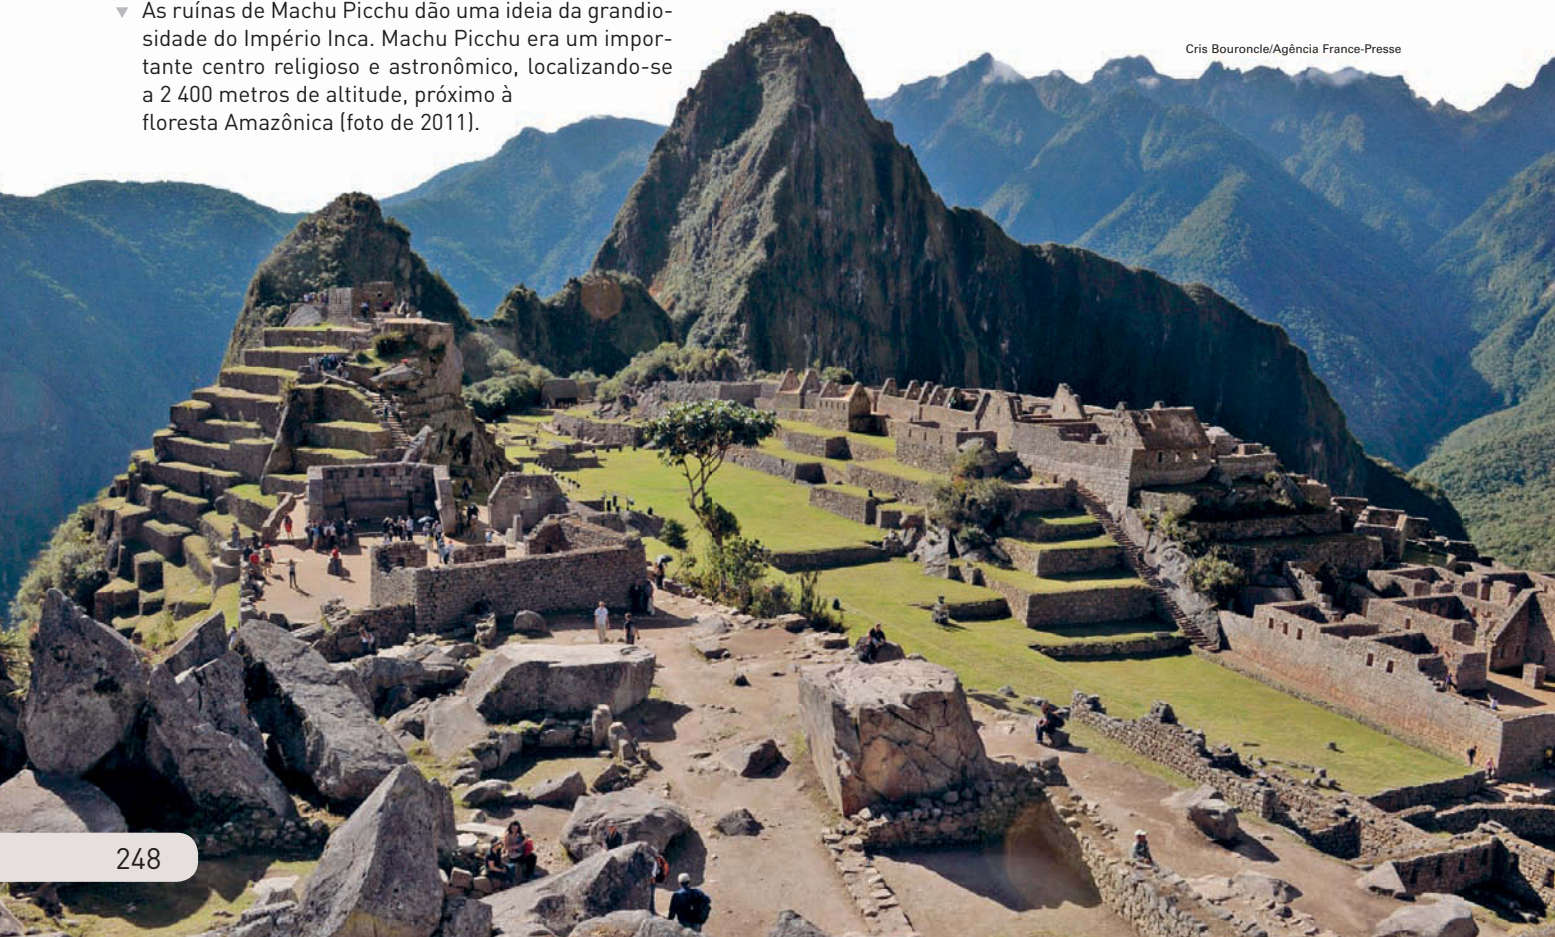 As ruínas de Machu Picchu dão uma ideia da grandio-
sidade do Império Inca. Machu Picchu era um impor-
tante centro religioso e astronômico, localizando-se
a 2 400 metros de altitude, próximo à
floresta Amazônica (foto de 2011).
Cris Bouroncle/Agência France-Presse
248